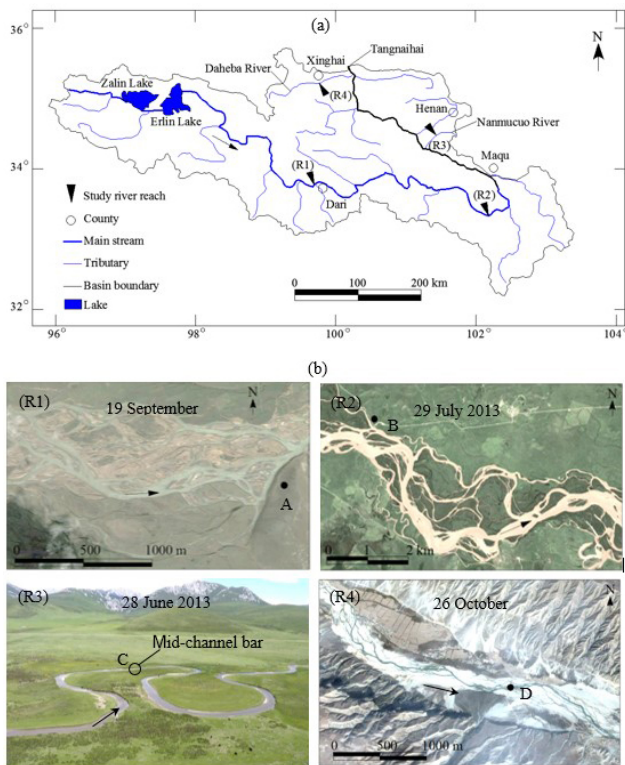 (a)
36°
34°
32°
96°
98°
100°
102°
104°
N
Tangnaihai
Xinghai
Daheba River
(R4)
Zalin Lake
Erlin Lake
Henan
Nanmucuo River
(R3)
Maqu
(R1)
(R2)
Dari
Study river reach
County
Main stream
Tributary
Basin boundary
Lake
0 100 200 km
(b)
(R1)
19 September
N
A
0 500 1000 m
(R2)
29 July 2013
N
B
0 1 2 km
(R3)
28 June 2013
Mid-channel bar
C
(R4)
26 October
N
D
0 500 1000 m